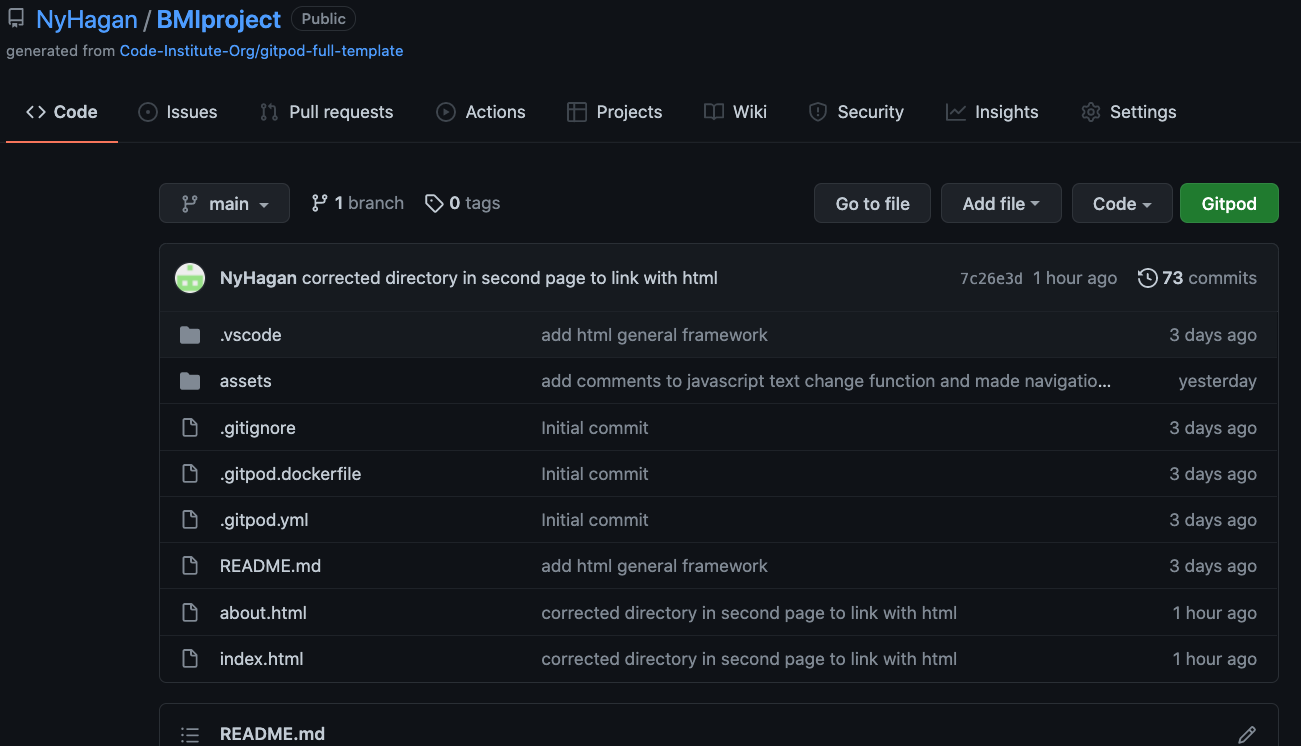 NyHagan / BMIproject Public
generated from Code-Institute-Org/gitpod-full-template
Code Issues Pull requests Actions Projects Wiki Security Insights Settings
main 1 branch 0 tags Go to file Add file Code Gitpod
NyHagan corrected directory in second page to link with html 7c26e3d 1 hour ago 73 commits
.vscode add html general framework 3 days ago
assets add comments to javascript text change function and made navigatio... yesterday
.gitignore Initial commit 3 days ago
.gitpod.dockerfile Initial commit 3 days ago
.gitpod.yml Initial commit 3 days ago
README.md add html general framework 3 days ago
about.html corrected directory in second page to link with html 1 hour ago
index.html corrected directory in second page to link with html 1 hour ago
README.md